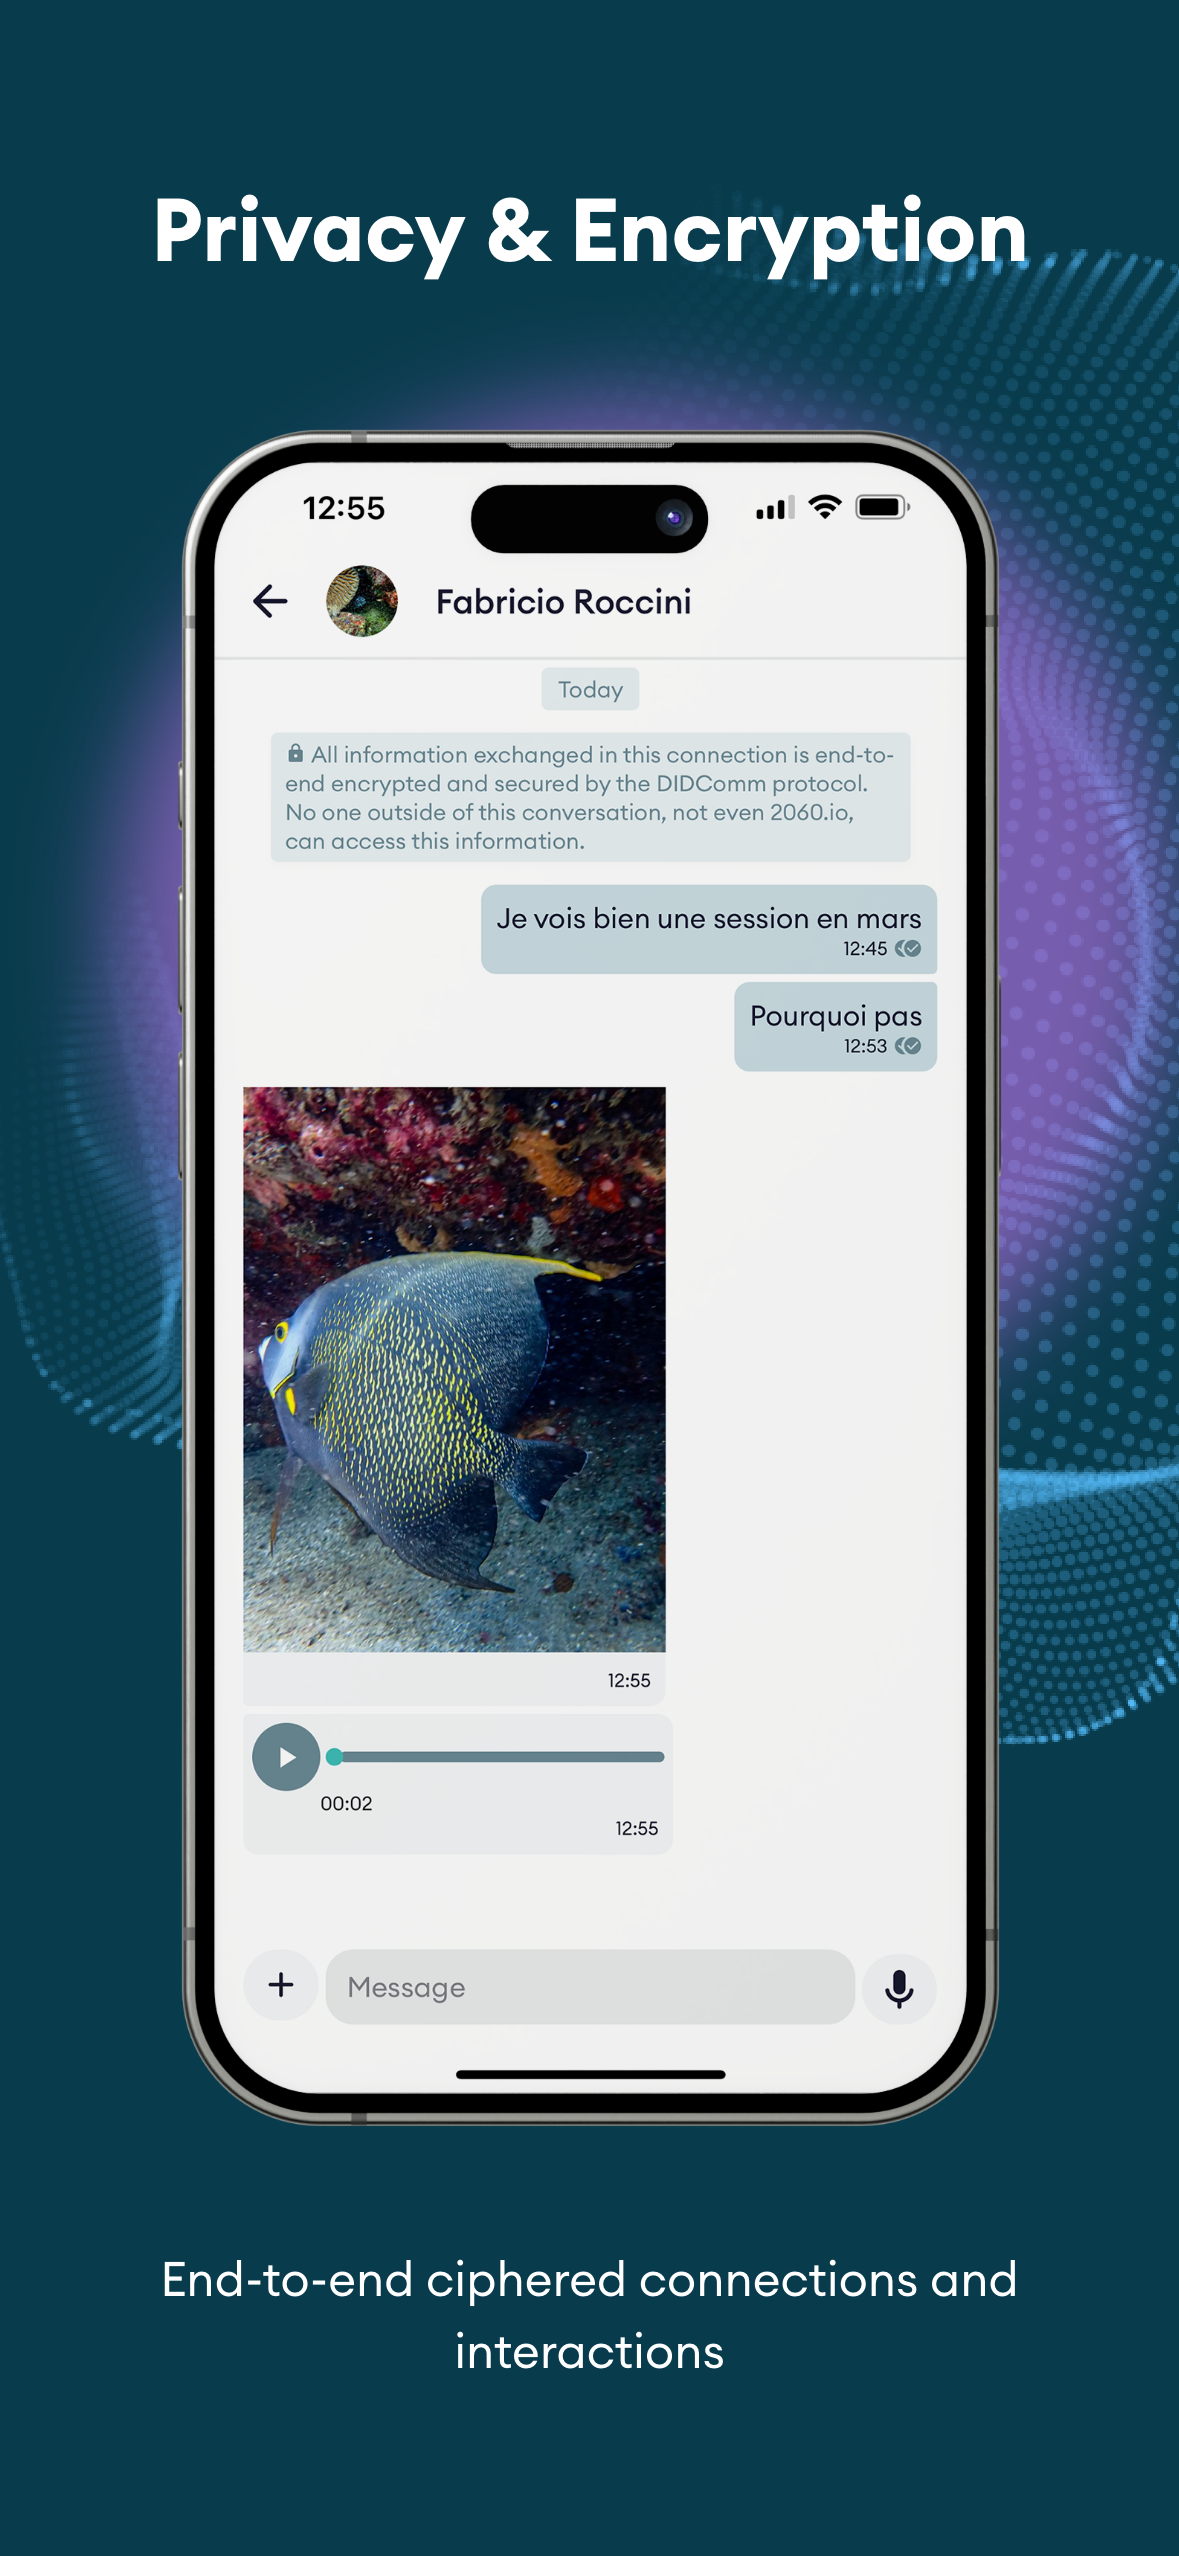 Privacy & Encryption
12:55
Fabricio Roccini
Today
All information exchanged in this connection is end-to-
end encrypted and secured by the DIDComm protocol.
No one outside of this conversation, not even 2060.io,
can access this information.
Je vois bien une session en mars
12:45
Pourquoi pas
12:53
12:55
00:02
12:55
Message
End-to-end ciphered connections and
interactions